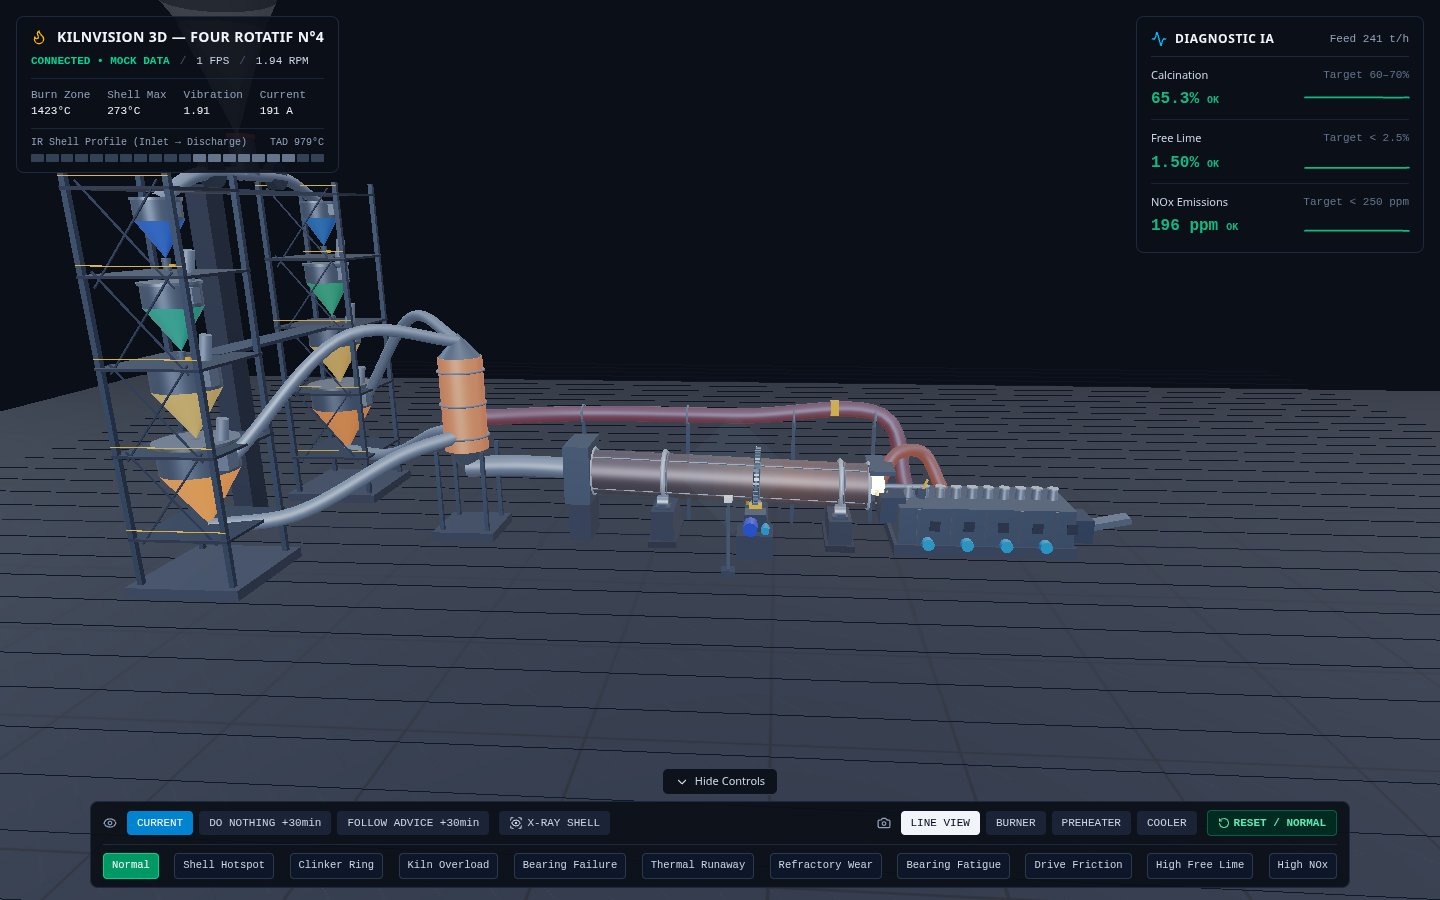 KILNVISION 3D — FOUR ROTATIF N°4
CONNECTED • MOCK DATA / 1 FPS / 1.94 RPM
Burn Zone Shell Max Vibration Current
1423°C 273°C 1.91 191 A
IR Shell Profile (Inlet → Discharge) TAD 979°C
DIAGNOSTIC IA Feed 241 t/h
Calcination Target 60–70%
65.3% OK
Free Lime Target < 2.5%
1.50% OK
NOx Emissions Target < 250 ppm
196 ppm OK
Hide Controls
CURRENT DO NOTHING +30min FOLLOW ADVICE +30min X-RAY SHELL LINE VIEW BURNER PREHEATER COOLER RESET / NORMAL
Normal Shell Hotspot Clinker Ring Kiln Overload Bearing Failure Thermal Runaway Refractory Wear Bearing Fatigue Drive Friction High Free Lime High NOx